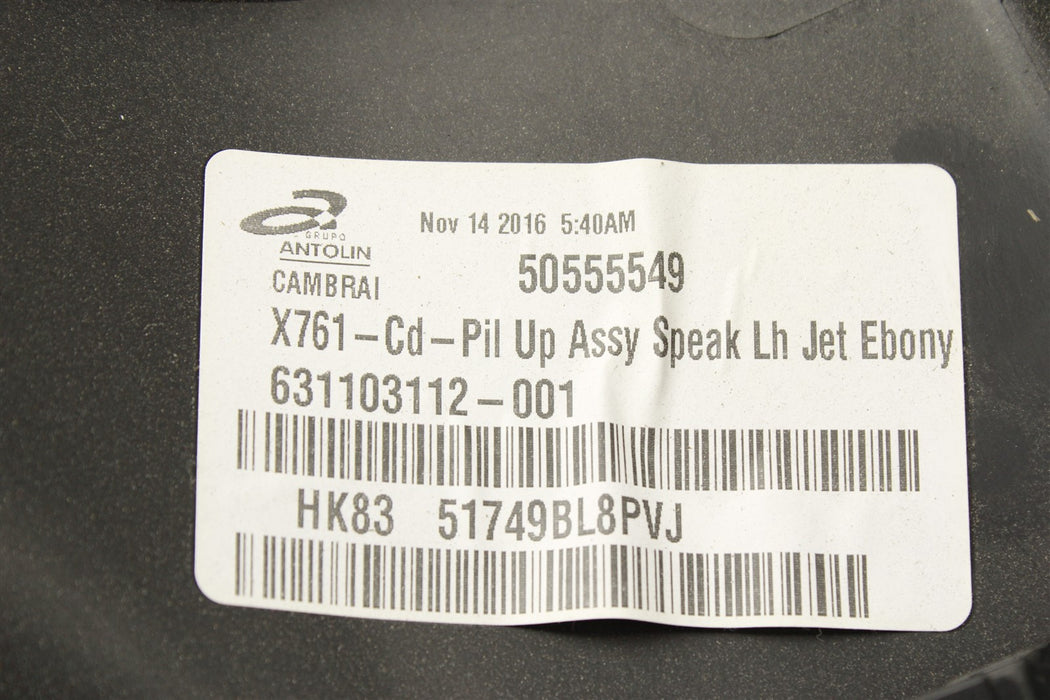 GRUPO
ANTOLIN
Nov 14 2016 5:40AM
CAMBRAI
50555549
X761-Cd-Pil Up Assy Speak Lh Jet Ebony
631103112-001
HK83 51749BL8PVJ